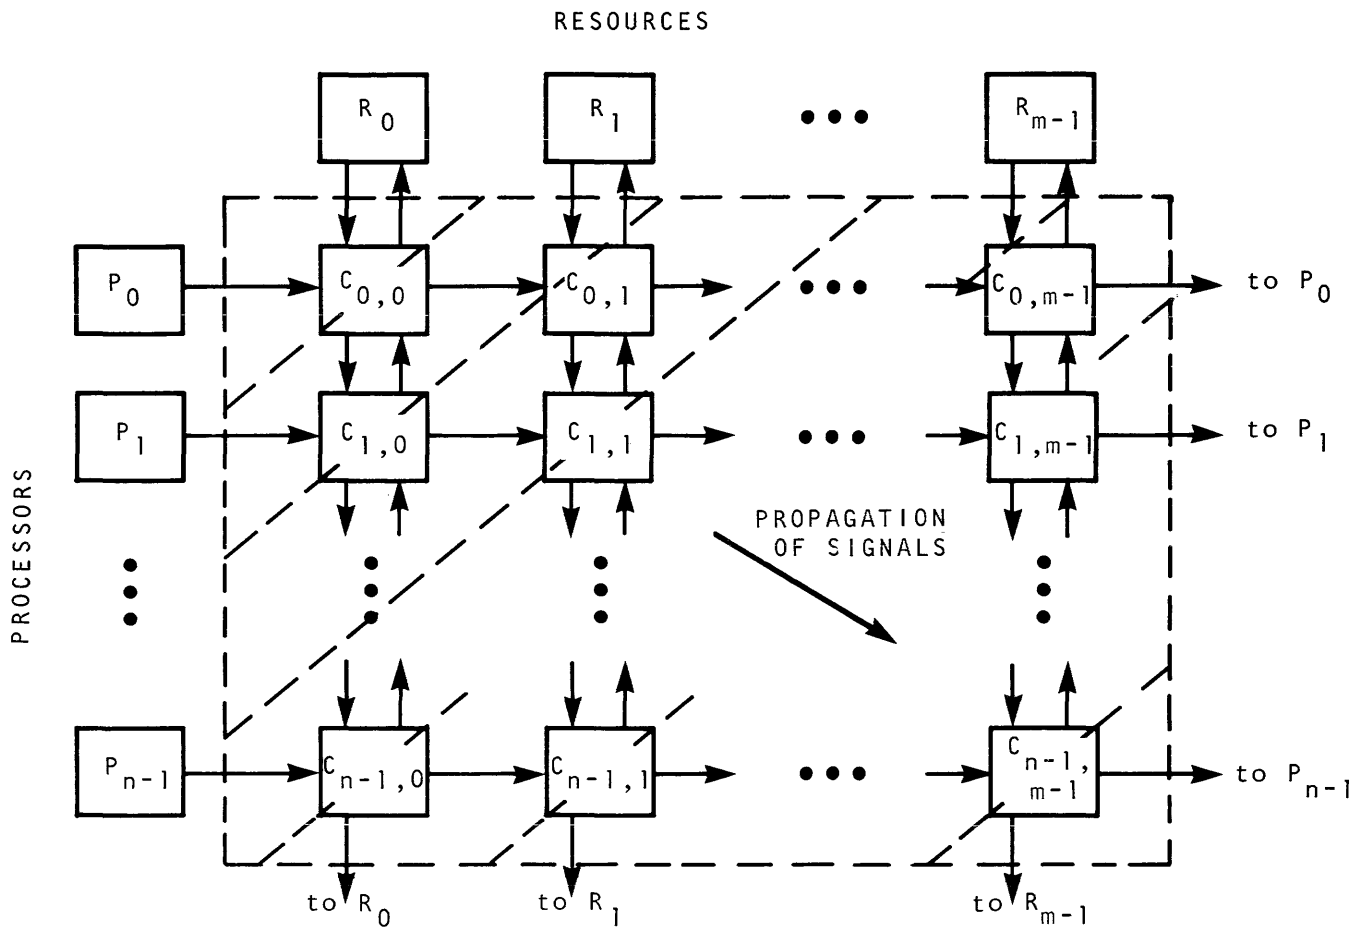 RESOURCES
R0 R1 ••• Rm-1
P0 C0,0 C0,1 ••• C0,m-1 to P0
P1 C1,0 C1,1 ••• C1,m-1 to P1
PROCESSORS
PROPAGATION
OF SIGNALS
Pn-1 Cn-1,0 Cn-1,1 ••• Cn-1, to Pn-1
m-1
to R0 to R1 to Rm-1